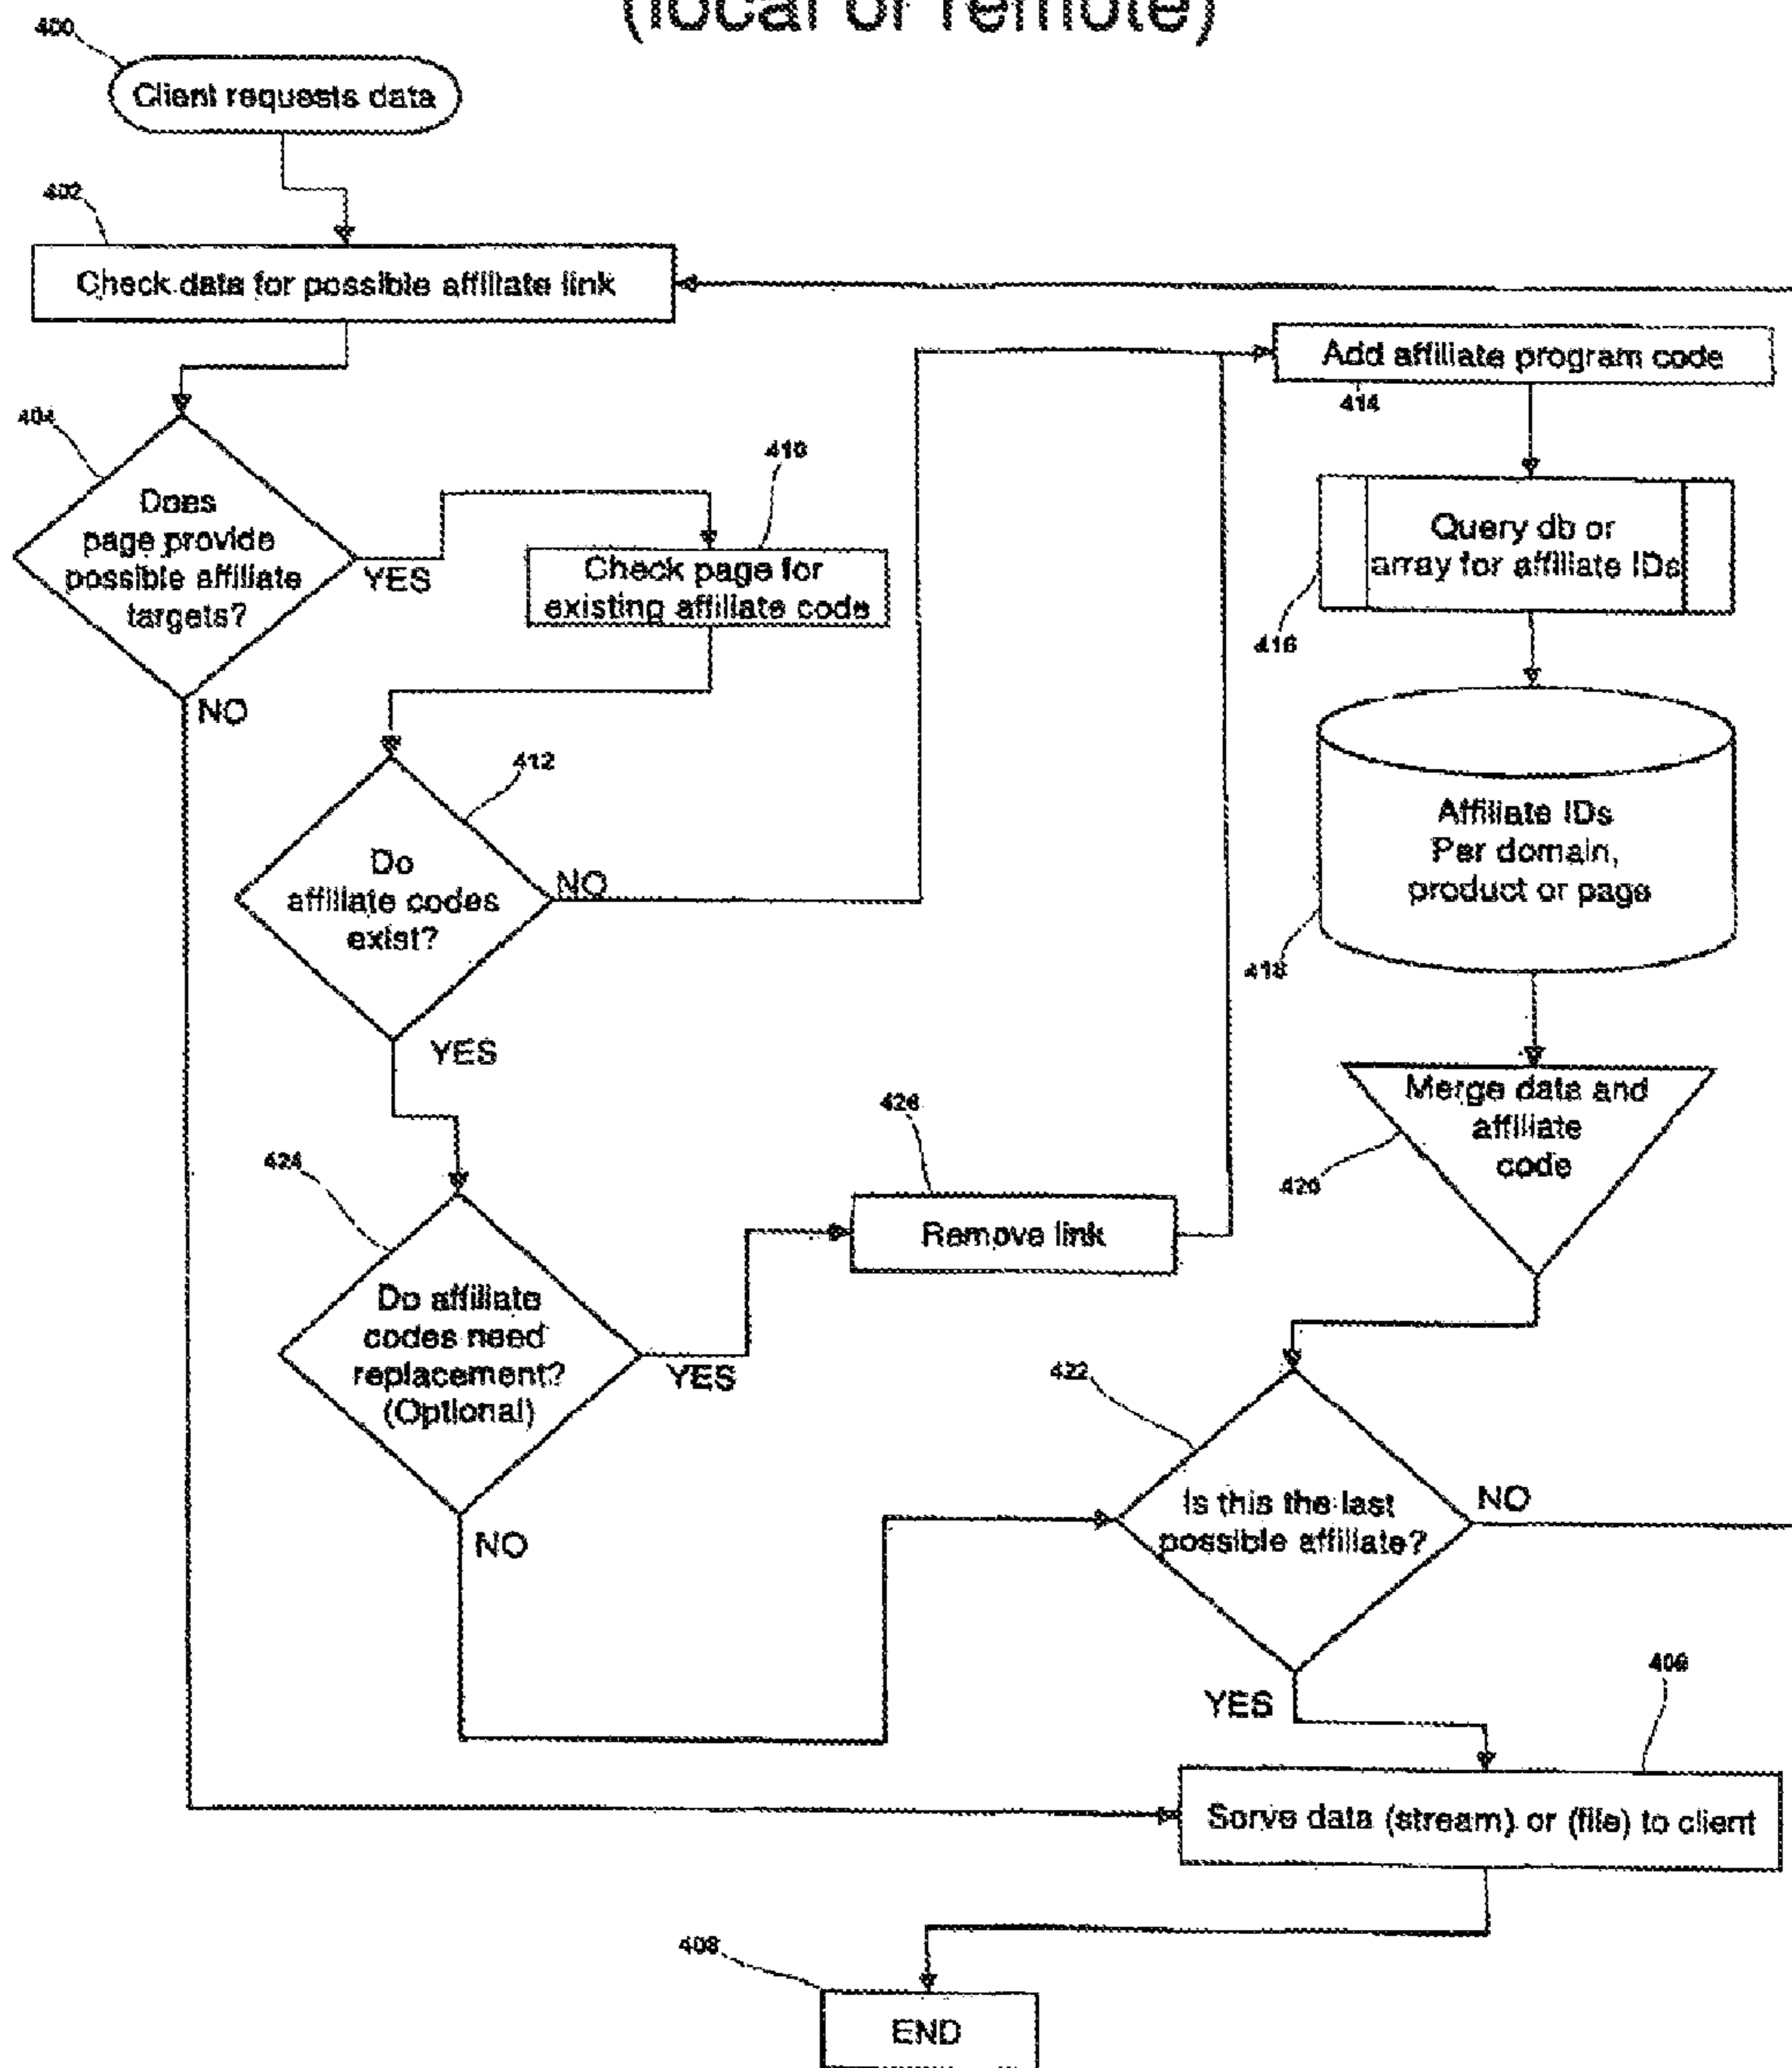 (local or remote)
400
Client requests data
402
Check data for possible affiliate link
404
Does
page provide
possible affiliate
targets?
YES
NO
410
Check page for
existing affiliate code
412
Do
affiliate codes
exist?
NO
YES
Add affiliate program code
414
Query db or
array for affiliate IDs
416
Affiliate IDs
Per domain,
product or page
418
Merge data and
affiliate
code
420
424
Do affiliate
codes need
replacement?
(Optional)
YES
NO
426
Remove link
422
Is this the last
possible affiliate?
NO
YES
406
Serve data (stream) or (file) to client
408
END